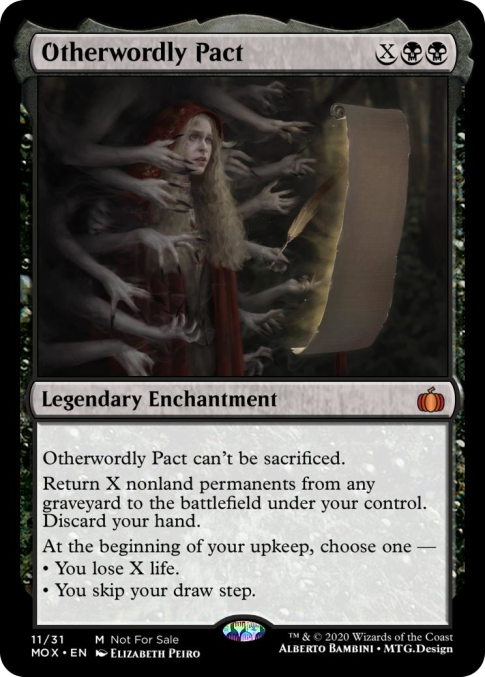 Otherwordly Pact X
Legendary Enchantment
Otherwordly Pact can't be sacrificed.
Return X nonland permanents from any
graveyard to the battlefield under your control.
Discard your hand.
At the beginning of your upkeep, choose one —
• You lose X life.
• You skip your draw step.
11/31 M Not For Sale
MOX • EN Elizabeth Peiro
™ & © 2020 Wizards of the Coast
Alberto Bambini • MTG.Design